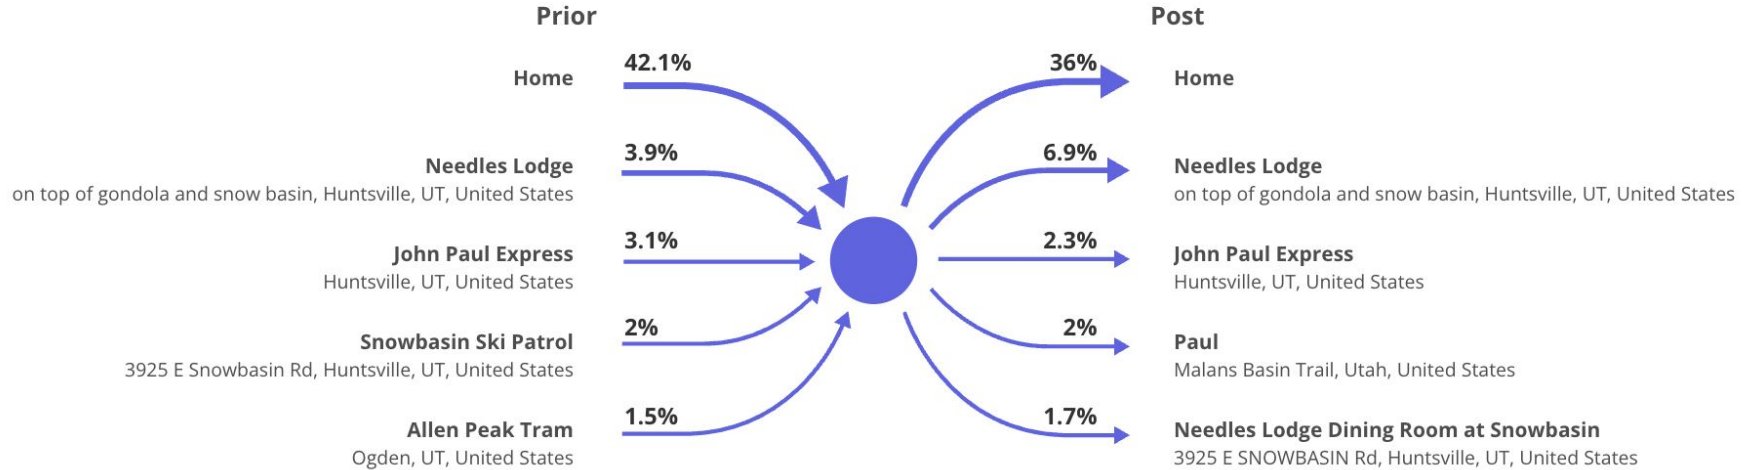 Prior
Post
42.1%
Home
3.9%
Needles Lodge
on top of gondola and snow basin, Huntsville, UT, United States
3.1%
John Paul Express
Huntsville, UT, United States
2%
Snowbasin Ski Patrol
3925 E Snowbasin Rd, Huntsville, UT, United States
1.5%
Allen Peak Tram
Ogden, UT, United States
36%
Home
6.9%
Needles Lodge
on top of gondola and snow basin, Huntsville, UT, United States
2.3%
John Paul Express
Huntsville, UT, United States
2%
Paul
Malans Basin Trail, Utah, United States
1.7%
Needles Lodge Dining Room at Snowbasin
3925 E SNOWBASIN Rd, Huntsville, UT, United States